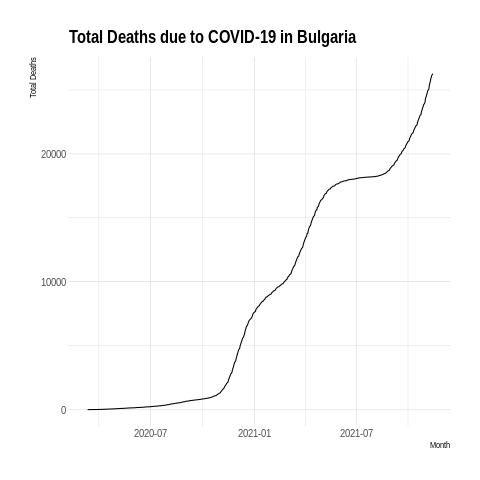 Total Deaths due to COVID-19 in Bulgaria
Total Deaths
20000
10000
0
2020-07
2021-01
2021-07
Month